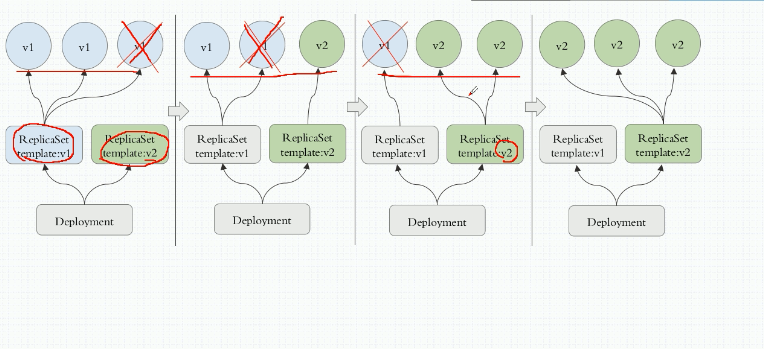 v1
v1
v1
ReplicaSet
template:v1
ReplicaSet
template:v2
Deployment
v1
v1
v2
ReplicaSet
template:v1
ReplicaSet
template:v2
Deployment
v1
v2
v2
ReplicaSet
template:v1
ReplicaSet
template:v2
Deployment
v2
v2
v2
ReplicaSet
template:v1
ReplicaSet
template:v2
Deployment